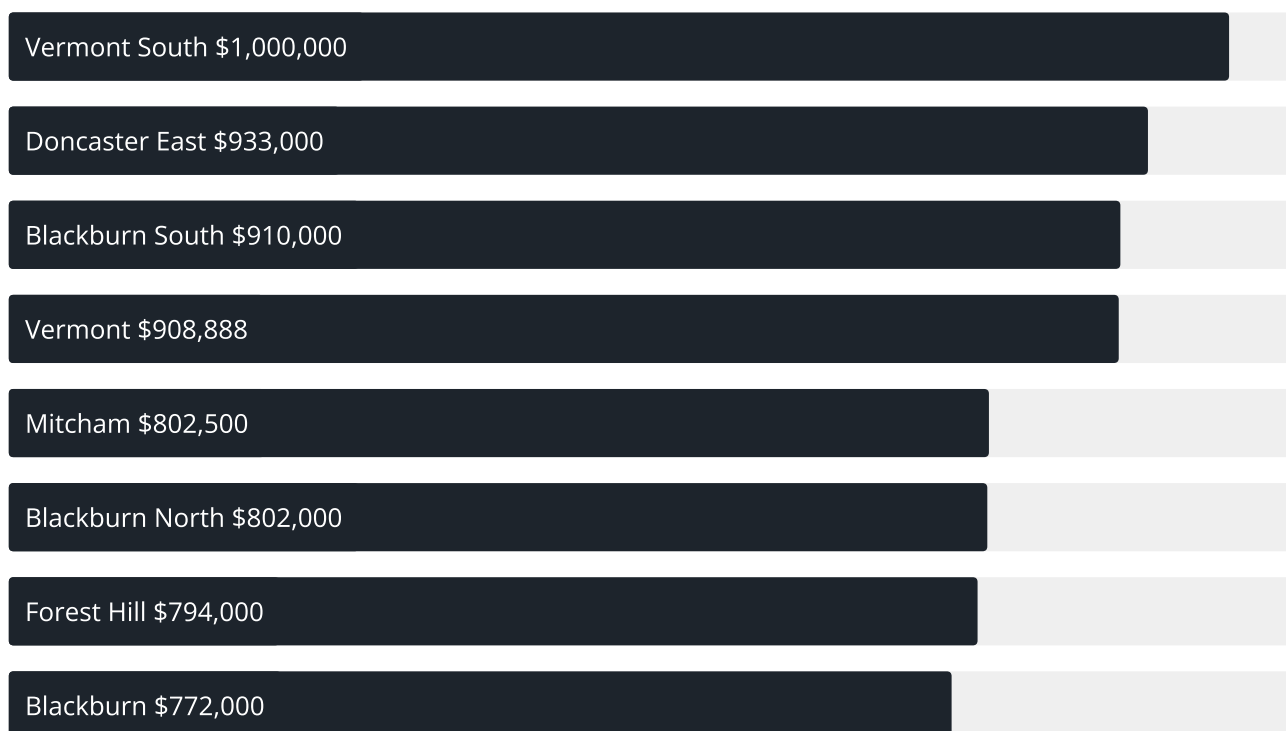 Vermont South $1,000,000
Doncaster East $933,000
Blackburn South $910,000
Vermont $908,888
Mitcham $802,500
Blackburn North $802,000
Forest Hill $794,000
Blackburn $772,000